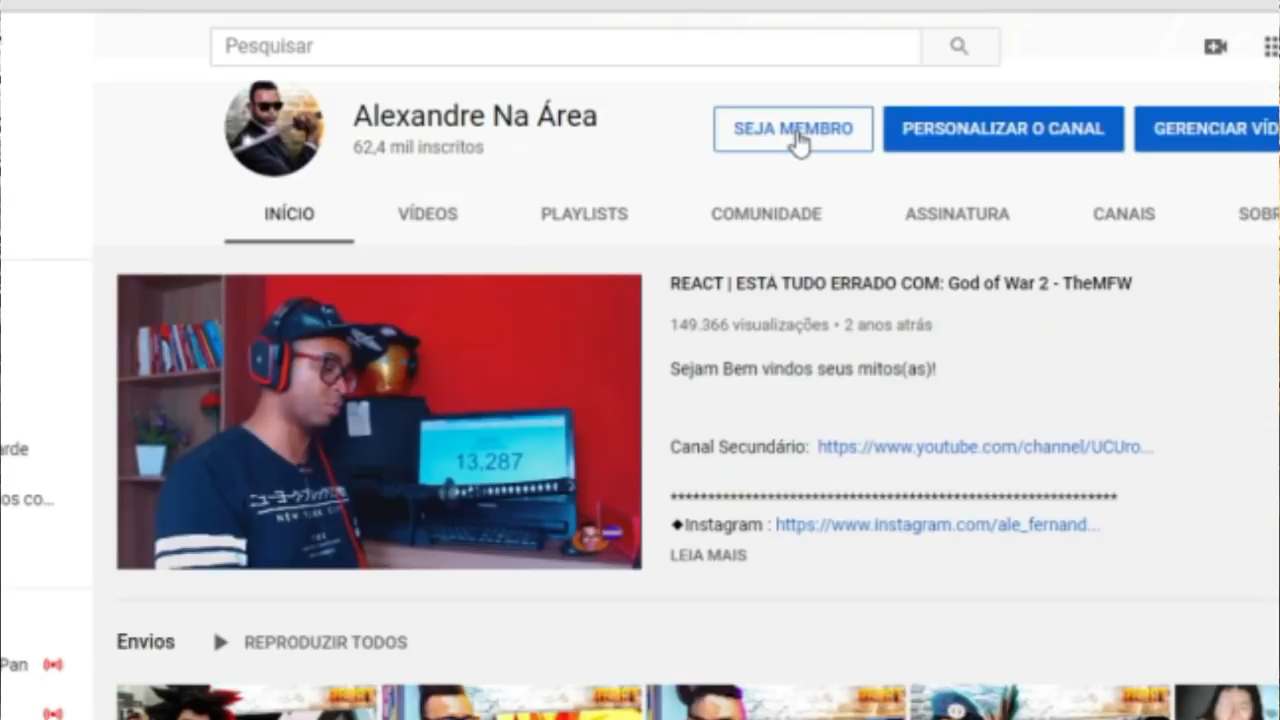 Pesquisar
Alexandre Na Área
62,4 mil inscritos
SEJA MEMBRO
PERSONALIZAR O CANAL
GERENCIAR VÍD
INÍCIO
VÍDEOS
PLAYLISTS
COMUNIDADE
ASSINATURA
CANAIS
SOBR
REACT | ESTÁ TUDO ERRADO COM: God of War 2 - TheMFW
149.366 visualizações • 2 anos atrás
Sejam Bem vindos seus mitos(as)!
Canal Secundário: https://www.youtube.com/channel/UCUro...
************************************************************
◆Instagram : https://www.instagram.com/ale_fernand...
LEIA MAIS
13,287
NEW YORK
arde
os co...
Envios
REPRODUZIR TODOS
Pan